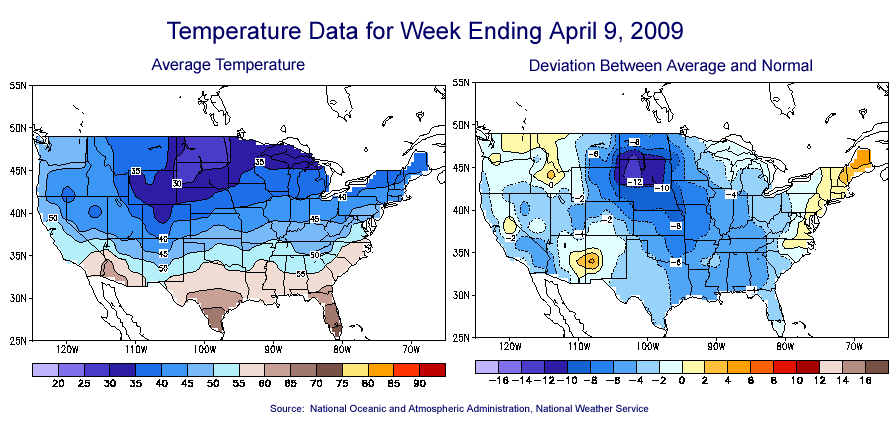 Temperature Data for Week Ending April 9, 2009
Average Temperature
Deviation Between Average and Normal
55N
50N
45N
40N
35N
30N
25N
120W 110W 100W 90W 80W 70W
35
35
30
40
45
50
40
45
50
50
55
20 25 30 35 40 45 50 55 60 65 70 75 80 85 90
55N
50N
45N
40N
35N
30N
25N
120W 110W 100W 90W 80W 70W
-8
-6
-12
-10
-4
-2
-2
-8
-2
-6
-16 -14 -12 -10 -8 -6 -4 -2 0 2 4 6 8 10 12 14 16
Source: National Oceanic and Atmospheric Administration, National Weather Service